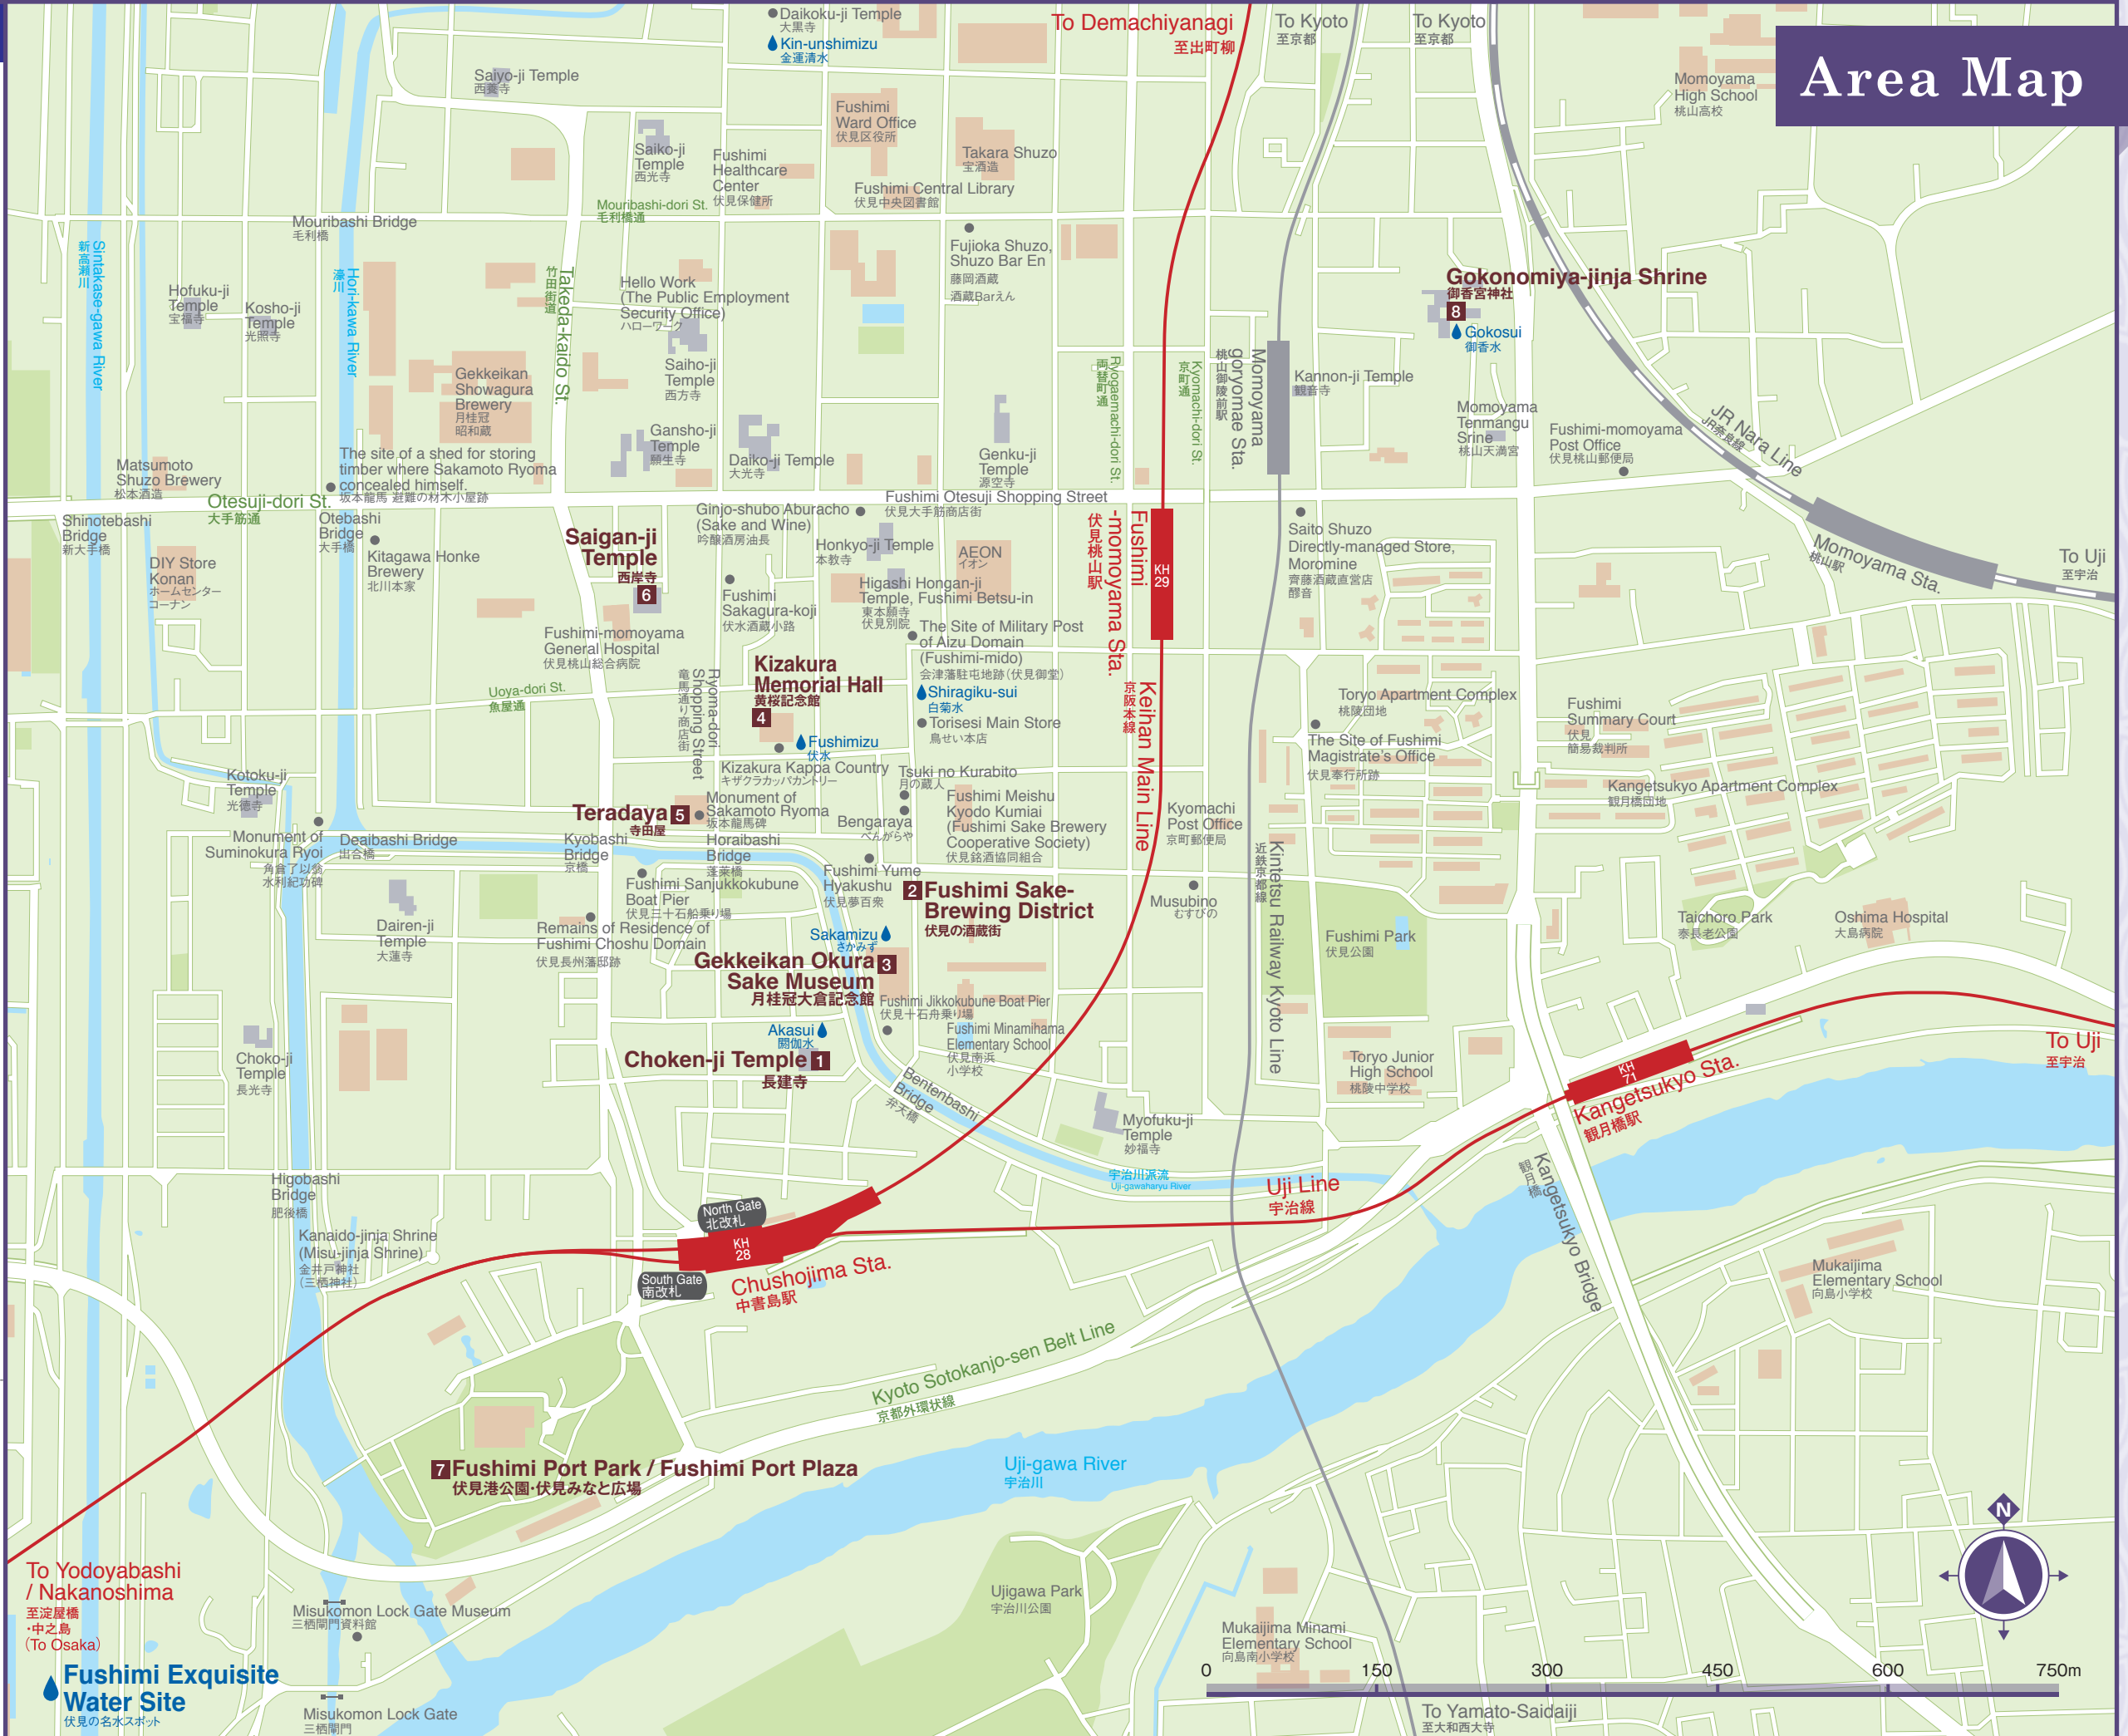 Area Map
Daikoku-ji Temple
大黒寺
Kin-unshimizu
金運清水
To Demachiyanagi
至出町柳
To Kyoto
至京都
To Kyoto
至京都
Momoyama
High School
桃山高校
Saiyo-ji Temple
西養寺
Fushimi
Ward Office
伏見区役所
Saiko-ji
Temple
西光寺
Fushimi
Healthcare
Center
伏見保健所
Takara Shuzo
宝酒造
Fushimi Central Library
伏見中央図書館
Mouribashi-dori St.
毛利橋通
Mouribashi Bridge
毛利橋
Sintakase-gawa River
新高瀬川
Hori-kawa River
濠川
Takeda-kaido St.
竹田街道
Fujioka Shuzo,
Shuzo Bar En
藤岡酒蔵
酒蔵Barえん
Gokonomiya-jinja Shrine
御香宮神社
8
Gokosui
御香水
Hofuku-ji
Temple
宝福寺
Kosho-ji
Temple
光照寺
Hello Work
(The Public Employment
Security Office)
ハローワーク
Gekkeikan
Showagura
Brewery
月桂冠
昭和蔵
Saiho-ji
Temple
西方寺
Ryogaemachi-dori St.
両替町通
Kyomachi-dori St.
京町通
Momoyama
goryomae Sta.
桃山御陵前駅
Kannon-ji Temple
観音寺
Momoyama
Tenmangu
Srine
桃山天満宮
Fushimi-momoyama
Post Office
伏見桃山郵便局
JR Nara Line
JR奈良線
Gansho-ji
Temple
願生寺
Daiko-ji Temple
大光寺
Genku-ji
Temple
源空寺
Matsumoto
Shuzo Brewery
松本酒造
The site of a shed for storing
timber where Sakamoto Ryoma
concealed himself.
坂本龍馬 避難の材木小屋跡
Otesuji-dori St.
大手筋通
Fushimi Otesuji Shopping Street
伏見大手筋商店街
Shinotebashi
Bridge
新大手橋
Otebashi
Bridge
大手橋
Kitagawa Honke
Brewery
北川本家
DIY Store
Konan
ホームセンター
コーナン
Saigan-ji
Temple
西岸寺
6
Ginjo-shubo Aburacho
(Sake and Wine)
吟醸酒房油長
Honkyo-ji Temple
本教寺
AEON
イオン
Higashi Hongan-ji
Temple, Fushimi Betsu-in
東本願寺
伏見別院
Fushimi
-momoyama Sta.
伏見桃山駅
KH
29
Saito Shuzo
Directly-managed Store,
Moromine
齊藤酒蔵直営店
醪音
Momoyama Sta.
桃山駅
To Uji
至宇治
Fushimi
Sakagura-koji
伏水酒蔵小路
Fushimi-momoyama
General Hospital
伏見桃山総合病院
The Site of Military Post
of Aizu Domain
(Fushimi-mido)
会津藩駐屯地跡(伏見御堂)
Kizakura
Memorial Hall
黄桜記念館
4
Shiragiku-sui
白菊水
Torisesi Main Store
鳥せい本店
Uoya-dori St.
魚屋通
Ryoma-dori
Shopping Street
竜馬通り商店街
Fushimizu
伏水
Keihan Main Line
京阪本線
Toryo Apartment Complex
桃陵団地
The Site of Fushimi
Magistrate's Office
伏見奉行所跡
Fushimi
Summary Court
伏見
簡易裁判所
Kangetsukyo Apartment Complex
観月橋団地
Kotoku-ji
Temple
光徳寺
Kizakura Kappa Country
キザクラカッパカントリー
Tsuki no Kurabito
月の蔵人
Teradaya
5
寺田屋
Monument of
Sakamoto Ryoma
坂本龍馬碑
Bengaraya
べんがらや
Fushimi Meishu
Kyodo Kumiai
(Fushimi Sake Brewery
Cooperative Society)
伏見銘酒協同組合
Kyomachi
Post Office
京町郵便局
Monument of
Suminokura Ryoi
角倉了以翁
水利紀功碑
Deaibashi Bridge
出合橋
Kyobashi
Bridge
京橋
Horaibashi
Bridge
蓬莱橋
Fushimi Sanjukkokubune
Boat Pier
伏見三十石船乗り場
Fushimi Yume
Hyakushu
伏見夢百衆
2
Fushimi Sake-
Brewing District
伏見の酒蔵街
Musubino
むすびの
Kintetsu Railway Kyoto Line
近鉄京都線
Fushimi Park
伏見公園
Taichoro Park
泰長老公園
Oshima Hospital
大島病院
Dairen-ji
Temple
大蓮寺
Remains of Residence of
Fushimi Choshu Domain
伏見長州藩邸跡
Sakamizu
さかみず
Gekkeikan Okura
Sake Museum
月桂冠大倉記念館
3
Fushimi Jikkokubune Boat Pier
伏見十石舟乗り場
Akasui
閼伽水
Choken-ji Temple
1
長建寺
Fushimi Minamihama
Elementary School
伏見南浜
小学校
Choko-ji
Temple
長光寺
Toryo Junior
High School
桃陵中学校
Bentenbashi
Bridge
弁天橋
Myofuku-ji
Temple
妙福寺
KH
71
Kangetsukyo Sta.
観月橋駅
To Uji
至宇治
宇治川派流
Uji-gawaharyu River
Uji Line
宇治線
Kangetsukyo Bridge
観月橋
Higobashi
Bridge
肥後橋
North Gate
北改札
Kanaido-jinja Shrine
(Misu-jinja Shrine)
金井戸神社
(三栖神社)
KH
28
South Gate
南改札
Chushojima Sta.
中書島駅
Mukaijima
Elementary School
向島小学校
Kyoto Sotokanjo-sen Belt Line
京都外環状線
7
Fushimi Port Park / Fushimi Port Plaza
伏見港公園・伏見みなと広場
Uji-gawa River
宇治川
N
To Yodoyabashi
/ Nakanoshima
至淀屋橋
・中之島
(To Osaka)
Misukomon Lock Gate Museum
三栖閘門資料館
Ujigawa Park
宇治川公園
Mukaijima Minami
Elementary School
向島南小学校
Fushimi Exquisite
Water Site
伏見の名水スポット
Misukomon Lock Gate
三栖閘門
0 150 300 450 600 750m
To Yamato-Saidaiji
至大和西大寺